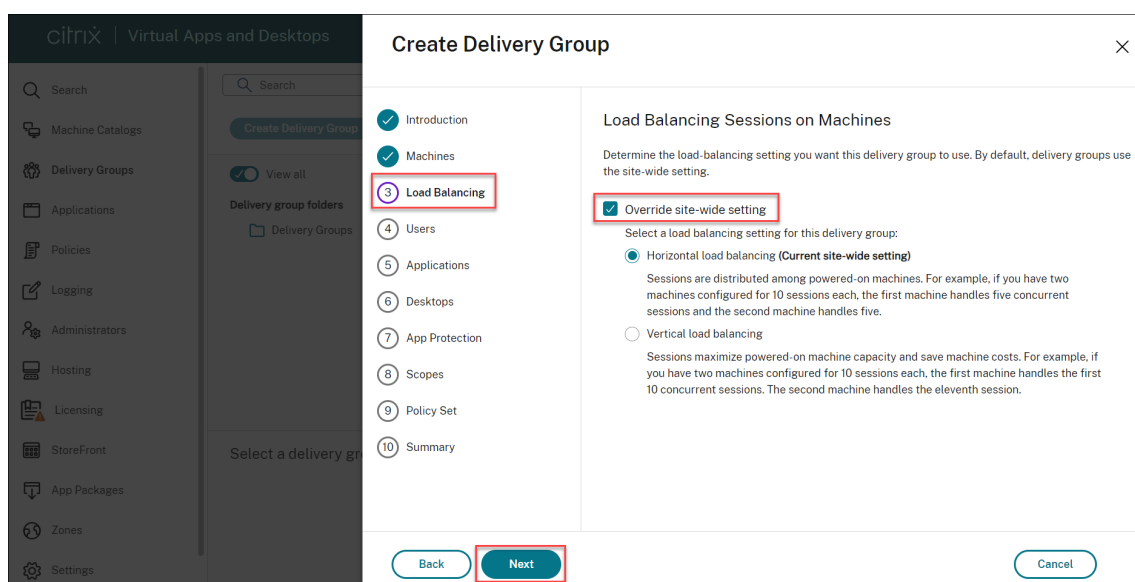 citrix | Virtual Apps and Desktops
Search
Machine Catalogs
Delivery Groups
Applications
Policies
Logging
Administrators
Hosting
Licensing
StoreFront
App Packages
Zones
Settings
Search
Create Delivery Group
View all
Delivery group folders
Delivery Groups
Select a delivery gr
Create Delivery Group
Introduction
Machines
3 Load Balancing
4 Users
5 Applications
6 Desktops
7 App Protection
8 Scopes
9 Policy Set
10 Summary
Load Balancing Sessions on Machines
Determine the load-balancing setting you want this delivery group to use. By default, delivery groups use
the site-wide setting.
Override site-wide setting
Select a load balancing setting for this delivery group:
Horizontal load balancing (Current site-wide setting)
Sessions are distributed among powered-on machines. For example, if you have two
machines configured for 10 sessions each, the first machine handles five concurrent
sessions and the second machine handles five.
Vertical load balancing
Sessions maximize powered-on machine capacity and save machine costs. For example, if
you have two machines configured for 10 sessions each, the first machine handles the first
10 concurrent sessions. The second machine handles the eleventh session.
Back
Next
Cancel